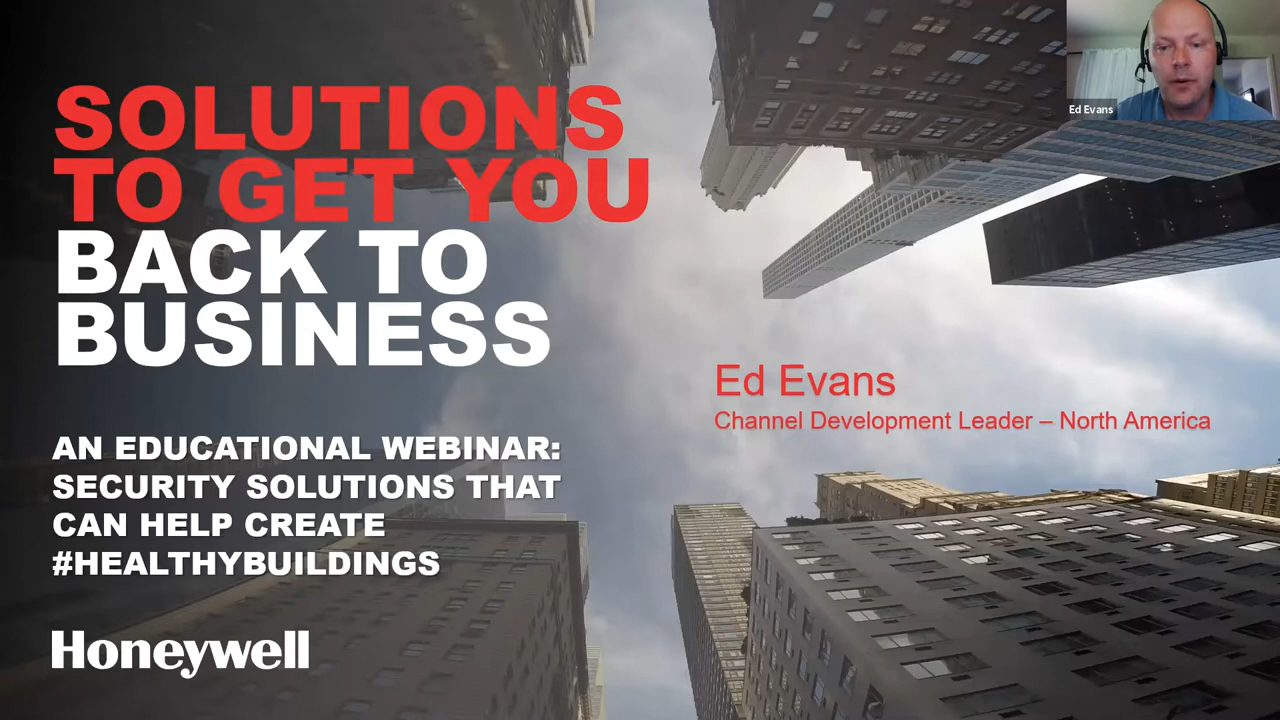 SOLUTIONS
TO GET YOU
BACK TO
BUSINESS
AN EDUCATIONAL WEBINAR:
SECURITY SOLUTIONS THAT
CAN HELP CREATE
#HEALTHYBUILDINGS
Honeywell
Ed Evans
Channel Development Leader – North America
Ed Evans